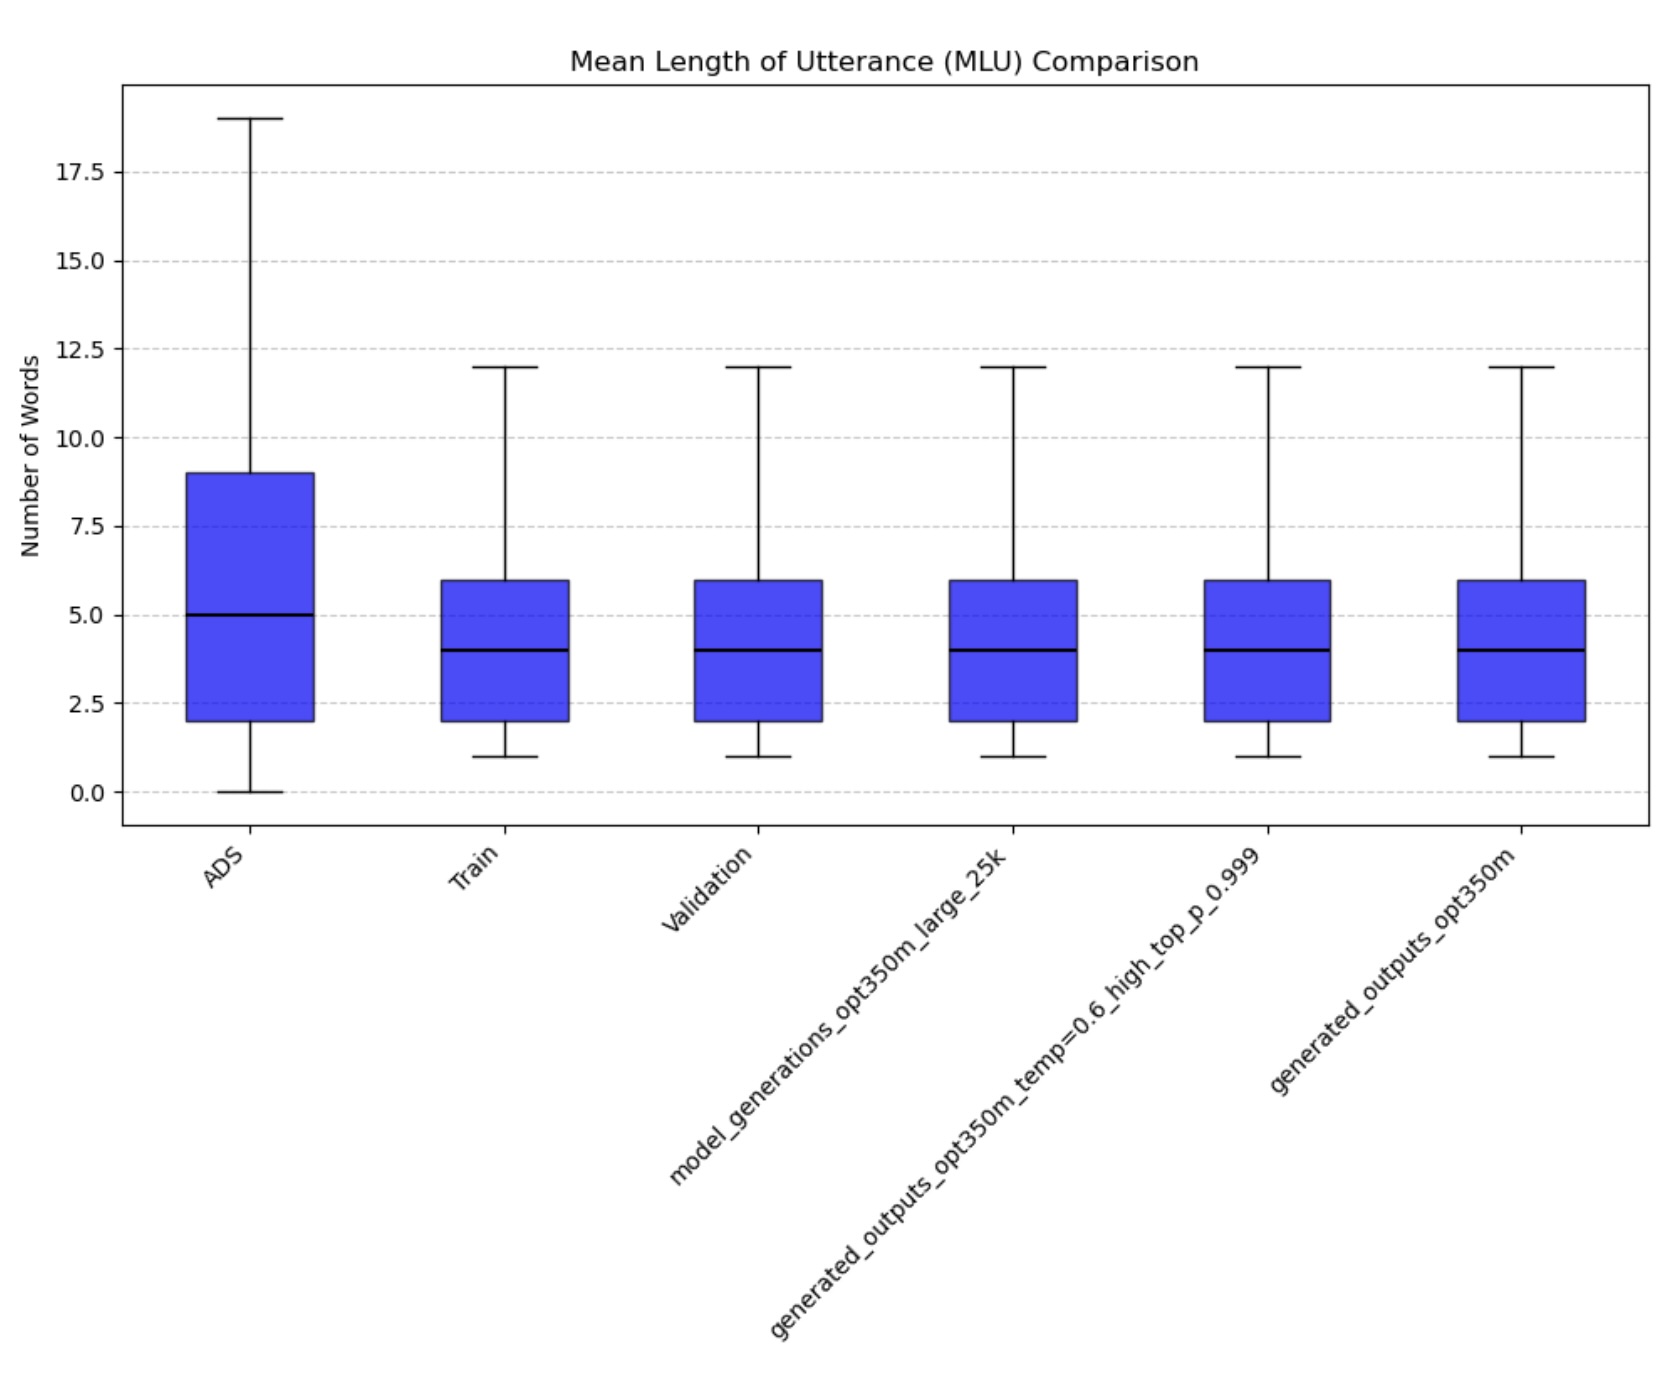 Mean Length of Utterance (MLU) Comparison
Number of Words
17.5
15.0
12.5
10.0
7.5
5.0
2.5
0.0
ADS
Train
Validation
model_generations_opt350m_large_25k
generated_outputs_opt350m_temp=0.6_high_top_p_0.999
generated_outputs_opt350m